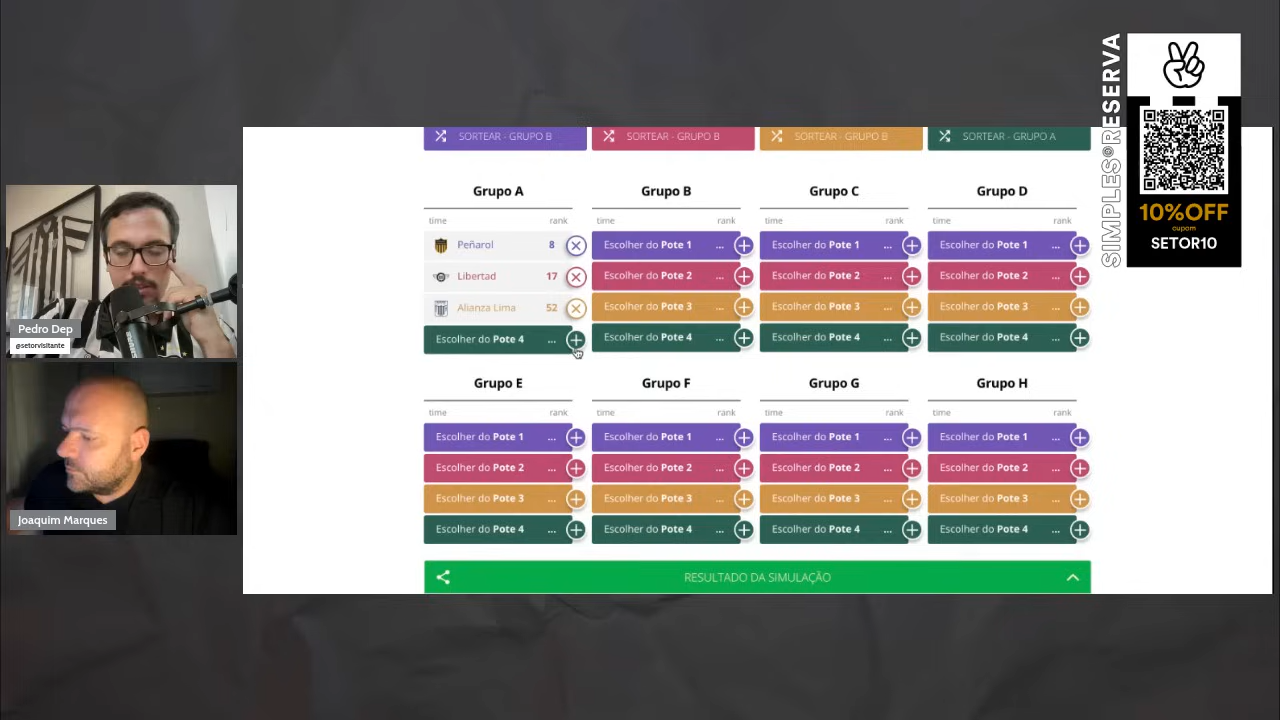 SORTEAR - GRUPO B
SORTEAR - GRUPO B
SORTEAR - GRUPO B
SORTEAR - GRUPO A
Grupo A
Grupo B
Grupo C
Grupo D
time rank
time rank
time rank
time rank
Peñarol 8
Escolher do Pote 1 ...
Escolher do Pote 1 ...
Escolher do Pote 1 ...
Libertad 17
Escolher do Pote 2 ...
Escolher do Pote 2 ...
Escolher do Pote 2 ...
Alianza Lima 52
Escolher do Pote 3 ...
Escolher do Pote 3 ...
Escolher do Pote 3 ...
Escolher do Pote 4 ...
Escolher do Pote 4 ...
Escolher do Pote 4 ...
Escolher do Pote 4 ...
Grupo E
Grupo F
Grupo G
Grupo H
time rank
time rank
time rank
time rank
Escolher do Pote 1 ...
Escolher do Pote 1 ...
Escolher do Pote 1 ...
Escolher do Pote 1 ...
Escolher do Pote 2 ...
Escolher do Pote 2 ...
Escolher do Pote 2 ...
Escolher do Pote 2 ...
Escolher do Pote 3 ...
Escolher do Pote 3 ...
Escolher do Pote 3 ...
Escolher do Pote 3 ...
Escolher do Pote 4 ...
Escolher do Pote 4 ...
Escolher do Pote 4 ...
Escolher do Pote 4 ...
RESULTADO DA SIMULAÇÃO
Pedro Dep
@setorvisitante
Joaquim Marques
SIMPLES@RESERVA
10%OFF
cupom
SETOR10